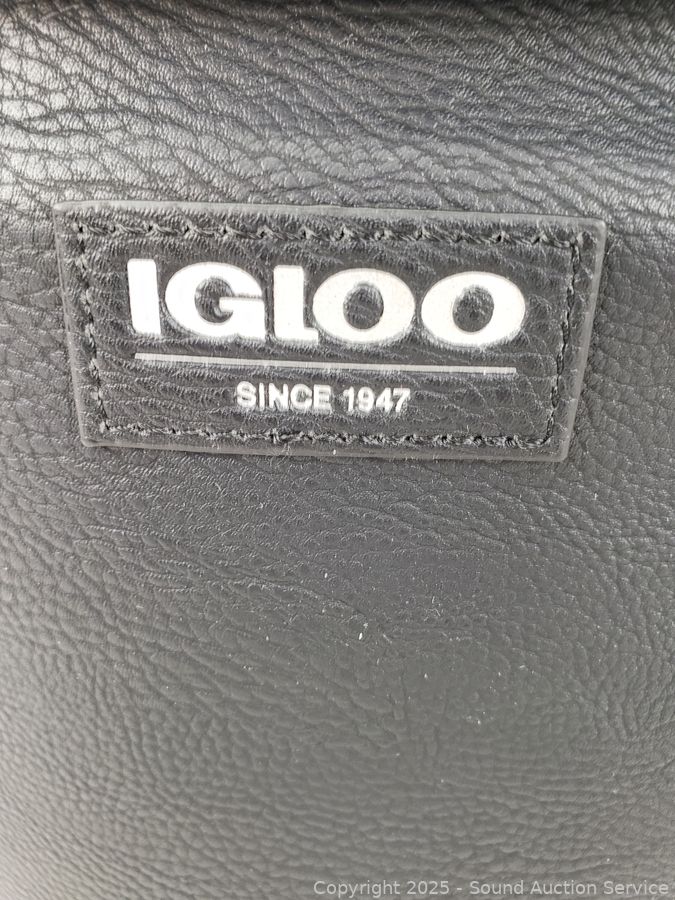 IGLOO
SINCE 1947
Copyright 2025 - Sound Auction Service